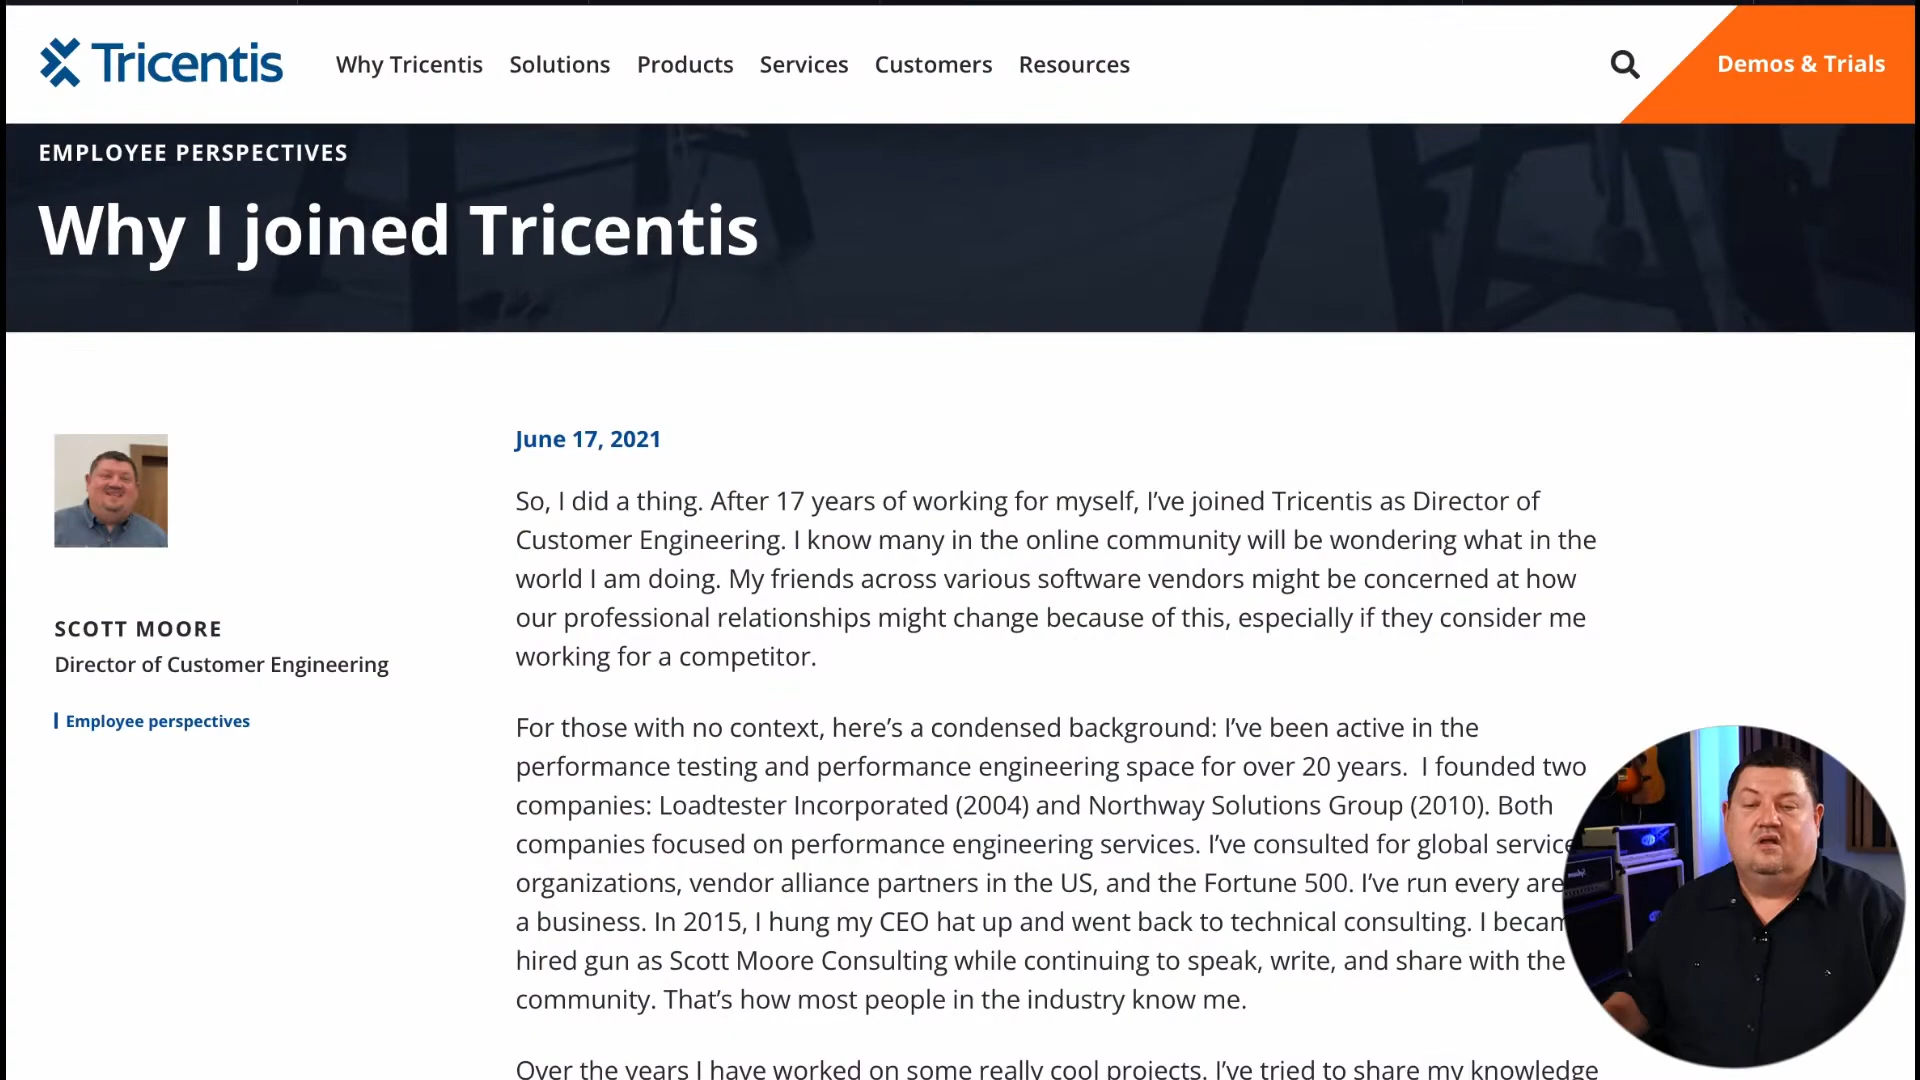 Tricentis
Why Tricentis
Solutions
Products
Services
Customers
Resources
Demos & Trials
EMPLOYEE PERSPECTIVES
Why I joined Tricentis
SCOTT MOORE
Director of Customer Engineering
Employee perspectives
June 17, 2021
So, I did a thing. After 17 years of working for myself, I’ve joined Tricentis as Director of
Customer Engineering. I know many in the online community will be wondering what in the
world I am doing. My friends across various software vendors might be concerned at how
our professional relationships might change because of this, especially if they consider me
working for a competitor.
For those with no context, here’s a condensed background: I’ve been active in the
performance testing and performance engineering space for over 20 years. I founded two
companies: Loadtester Incorporated (2004) and Northway Solutions Group (2010). Both
companies focused on performance engineering services. I’ve consulted for global service
organizations, vendor alliance partners in the US, and the Fortune 500. I’ve run every are
a business. In 2015, I hung my CEO hat up and went back to technical consulting. I becam
hired gun as Scott Moore Consulting while continuing to speak, write, and share with the
community. That’s how most people in the industry know me.
Over the years I have worked on some really cool projects. I’ve tried to share my knowledge